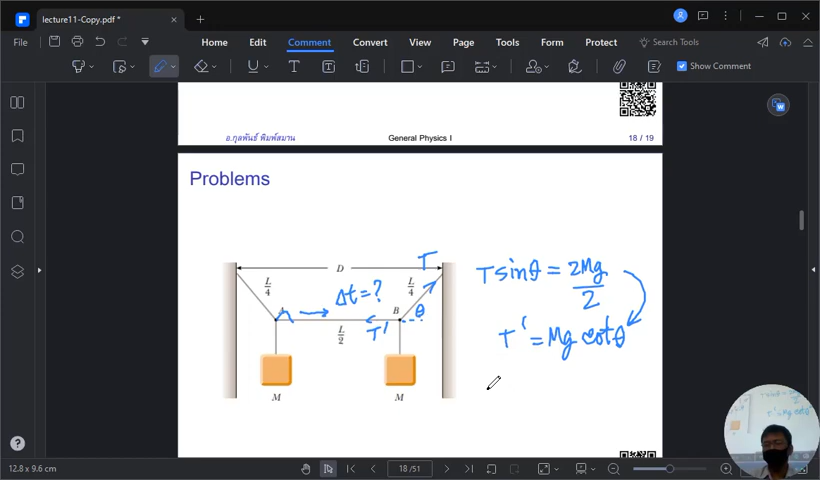 lecture11-Copy.pdf *
File
Home
Edit
Comment
Convert
View
Page
Tools
Form
Protect
Search Tools
Show Comment
อ.กุลพันธ์ พิมพ์สมาน
General Physics I
18 / 19
Problems
D
T
L/4
L/4
Δt = ?
A
B
θ
T'
L/2
M
M
T sinθ = 2Mg/2
T' = Mg cotθ
12.8 x 9.6 cm
18 /51